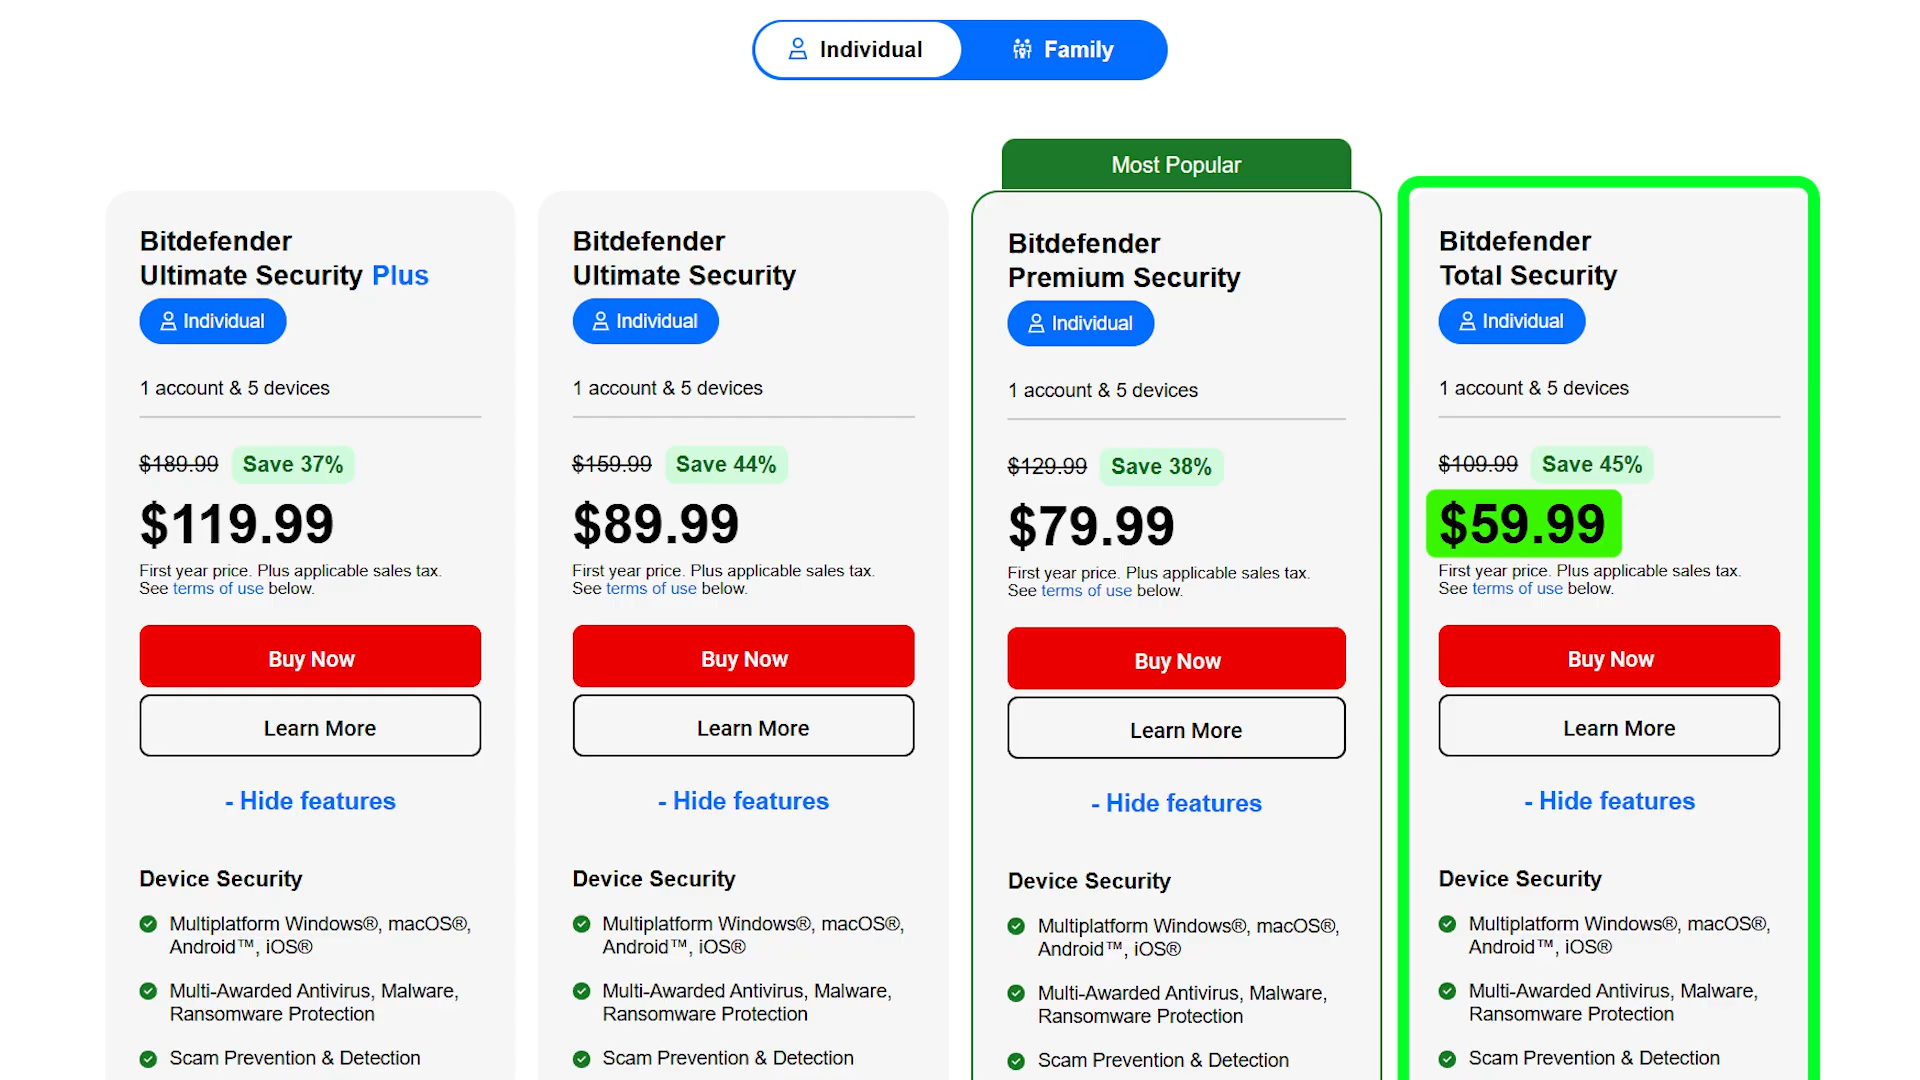 Individual
Family
Bitdefender
Ultimate Security Plus
Individual
1 account & 5 devices
$189.99 Save 37%
$119.99
First year price. Plus applicable sales tax.
See terms of use below.
Buy Now
Learn More
- Hide features
Device Security
Multiplatform Windows®, macOS®,
Android™, iOS®
Multi-Awarded Antivirus, Malware,
Ransomware Protection
Scam Prevention & Detection
Bitdefender
Ultimate Security
Individual
1 account & 5 devices
$159.99 Save 44%
$89.99
First year price. Plus applicable sales tax.
See terms of use below.
Buy Now
Learn More
- Hide features
Device Security
Multiplatform Windows®, macOS®,
Android™, iOS®
Multi-Awarded Antivirus, Malware,
Ransomware Protection
Scam Prevention & Detection
Most Popular
Bitdefender
Premium Security
Individual
1 account & 5 devices
$129.99 Save 38%
$79.99
First year price. Plus applicable sales tax.
See terms of use below.
Buy Now
Learn More
- Hide features
Device Security
Multiplatform Windows®, macOS®,
Android™, iOS®
Multi-Awarded Antivirus, Malware,
Ransomware Protection
Scam Prevention & Detection
Bitdefender
Total Security
Individual
1 account & 5 devices
$109.99 Save 45%
$59.99
First year price. Plus applicable sales tax.
See terms of use below.
Buy Now
Learn More
- Hide features
Device Security
Multiplatform Windows®, macOS®,
Android™, iOS®
Multi-Awarded Antivirus, Malware,
Ransomware Protection
Scam Prevention & Detection